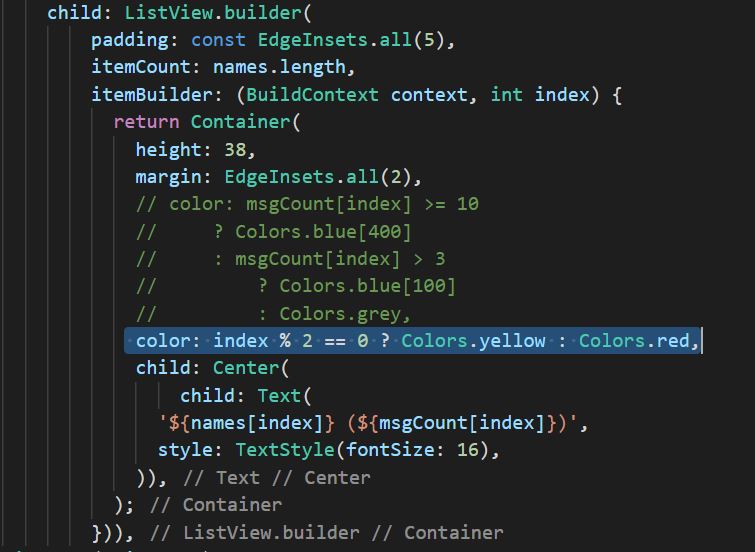 child: ListView.builder(
padding: const EdgeInsets.all(5),
itemCount: names.length,
itemBuilder: (BuildContext context, int index) {
return Container(
height: 38,
margin: EdgeInsets.all(2),
// color: msgCount[index] >= 10
//     ? Colors.blue[400]
//     : msgCount[index] > 3
//         ? Colors.blue[100]
//         : Colors.grey,
color: index % 2 == 0 ? Colors.yellow : Colors.red,
child: Center(
child: Text(
'${names[index]} (${msgCount[index]})',
style: TextStyle(fontSize: 16),
)), // Text // Center
); // Container
})), // ListView.builder // Container